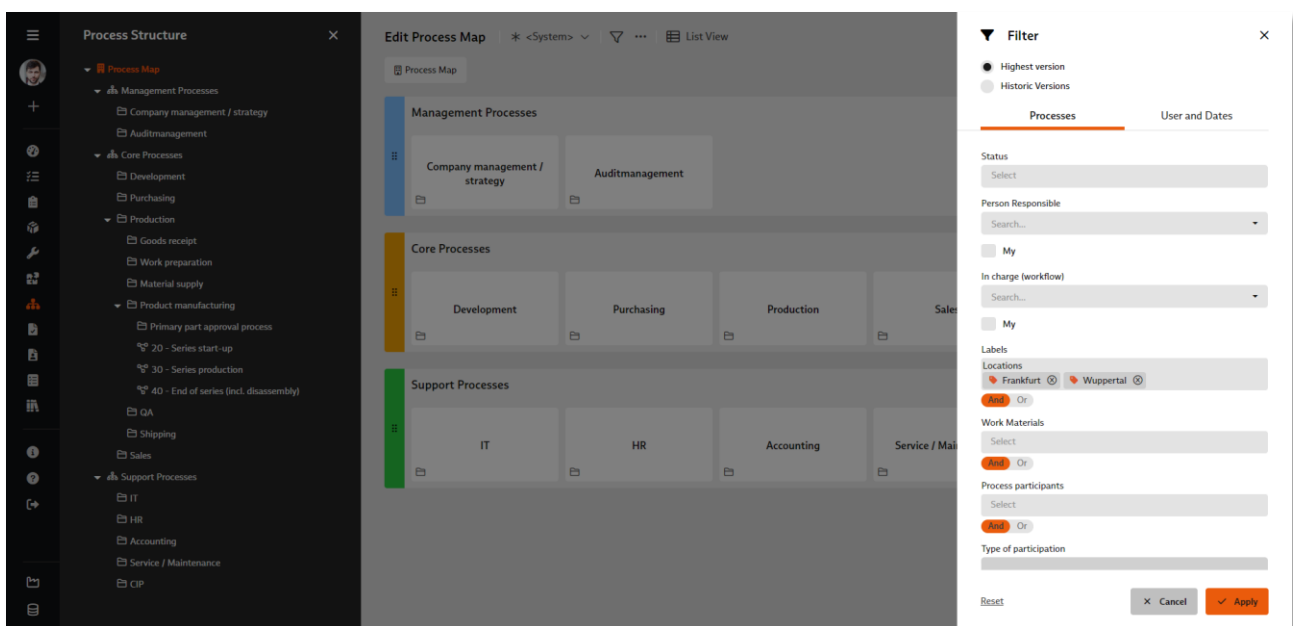 Process Structure
Process Map
Management Processes
Company management / strategy
Auditmanagement
Core Processes
Development
Purchasing
Production
Goods receipt
Work preparation
Material supply
Product manufacturing
Primary part approval process
20 - Series start-up
30 - Series production
40 - End of series (incl. disassembly)
QA
Shipping
Sales
Support Processes
IT
HR
Accounting
Service / Maintenance
CIP
Edit Process Map
<System>
List View
Process Map
Management Processes
Company management /
strategy
Auditmanagement
Core Processes
Development
Purchasing
Production
Sales
Support Processes
IT
HR
Accounting
Service / Mai
Filter
Highest version
Historic Versions
Processes
User and Dates
Status
Select
Person Responsible
Search...
My
In charge (workflow)
Search...
My
Labels
Locations
Frankfurt
Wuppertal
And Or
Work Materials
Select
And Or
Process participants
Select
And Or
Type of participation
Reset
Cancel
Apply